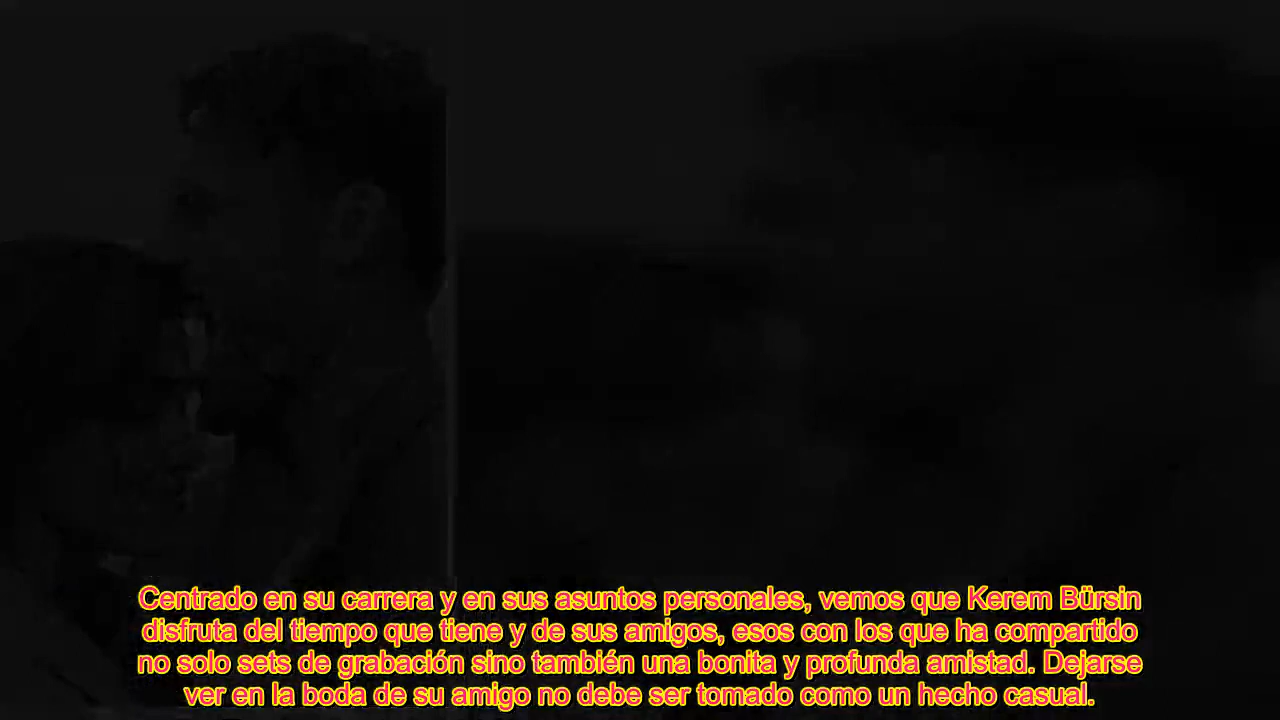 Centrado en su carrera y en sus asuntos personales, vemos que Kerem Bürsin
disfruta del tiempo que tiene y de sus amigos, esos con los que ha compartido
no solo sets de grabación sino también una bonita y profunda amistad. Dejarse
ver en la boda de su amigo no debe ser tomado como un hecho casual.